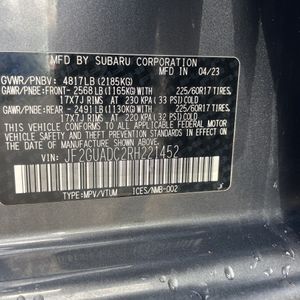 MFD BY SUBARU CORPORATION 04/23
GVWR/PNBV: 4817LB (2185KG)
GAWR/PNBE:FRONT- 2568LB (1165KG)WITH 225/60R17 TIRES,
17X7J RIMS AT 230 KPA (33 PSI) COLD
GAWR/PNBE:REAR - 2491LB (1130KG)WITH 225/60R17 TIRES,
17X7J RIMS AT 220 KPA (32 PSI) COLD
THIS VEHICLE CONFORMS TO ALL APPLICABLE FEDERAL MOTOR
VEHICLE SAFETY AND THEFT PREVENTION STANDARDS IN EFFECT
ON THE DATE OF MANUFACTURE SHOWN ABOVE.
VIN: JF2GUADC2RH221452
TYPE:MPV/VTUM ICES/NMB-002